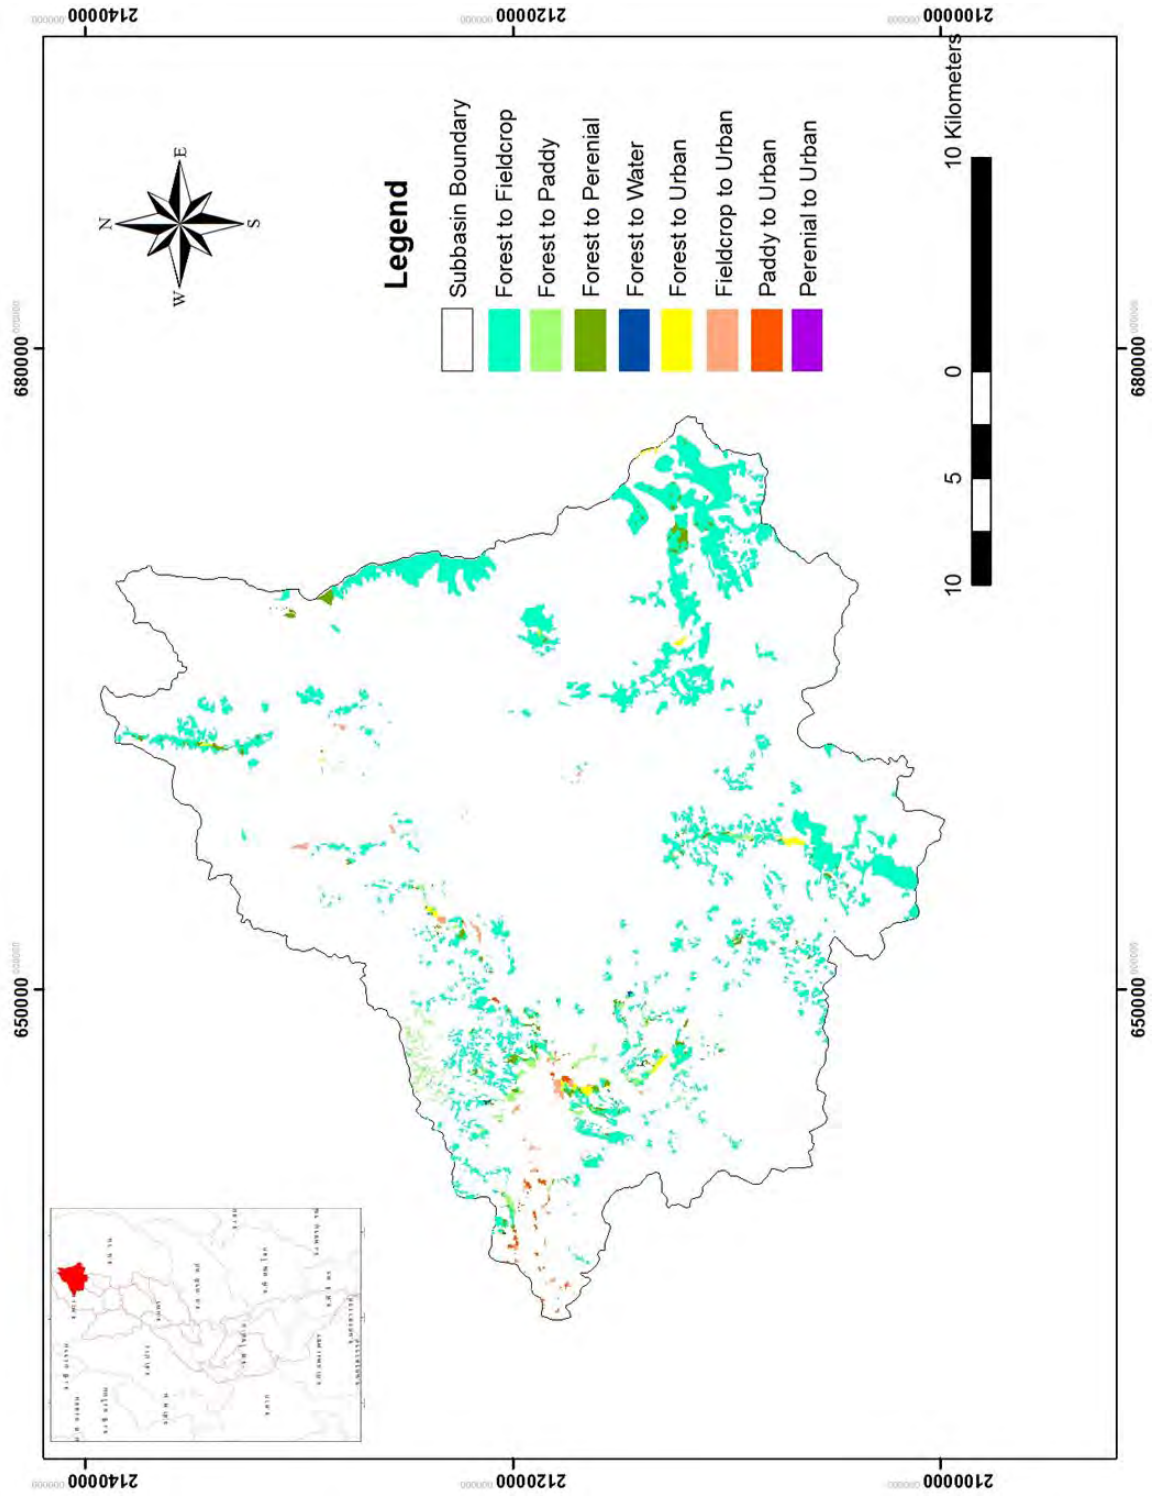 2140000
2120000
2100000
680000
650000
N
E
S
W
Legend
Subbasin Boundary
Forest to Fieldcrop
Forest to Paddy
Forest to Perenial
Forest to Water
Forest to Urban
Fieldcrop to Urban
Paddy to Urban
Perenial to Urban
10 5 0 10 Kilometers
680000
650000
2140000
2120000
2100000